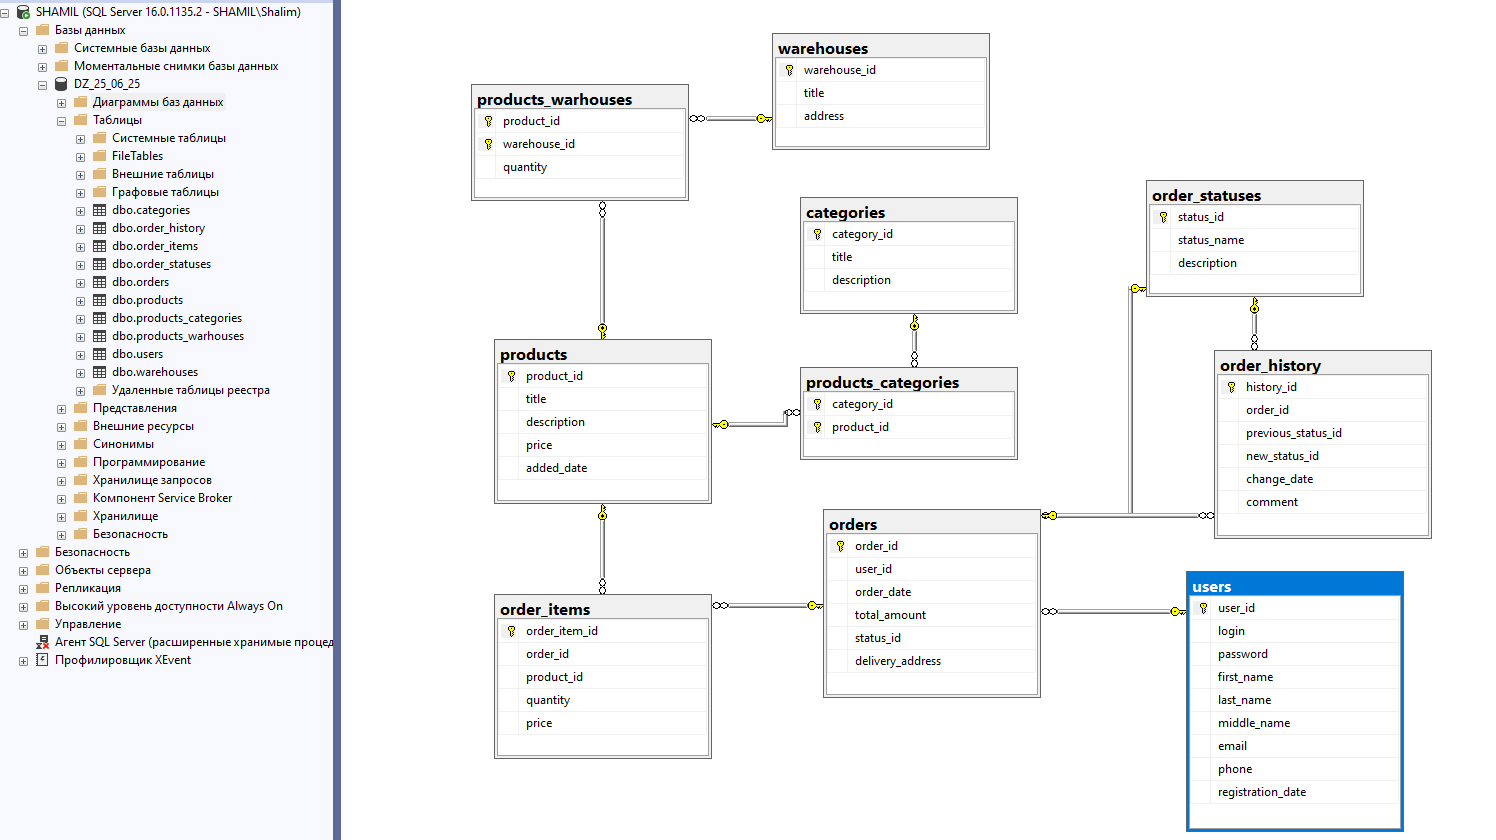 SHAMIL (SQL Server 16.0.1135.2 - SHAMIL\Shalim)
Базы данных
Системные базы данных
Моментальные снимки базы данных
DZ_25_06_25
Диаграммы баз данных
Таблицы
Системные таблицы
FileTables
Внешние таблицы
Графовые таблицы
dbo.categories
dbo.order_history
dbo.order_items
dbo.order_statuses
dbo.orders
dbo.products
dbo.products_categories
dbo.products_warhouses
dbo.users
dbo.warehouses
Удаленные таблицы реестра
Представления
Внешние ресурсы
Синонимы
Программирование
Хранилище запросов
Компонент Service Broker
Хранилище
Безопасность
Безопасность
Объекты сервера
Репликация
Высокий уровень доступности Always On
Управление
Агент SQL Server (расширенные хранимые процед
Профилировщик XEvent
products_warhouses
product_id
warehouse_id
quantity
warehouses
warehouse_id
title
address
categories
category_id
title
description
order_statuses
status_id
status_name
description
products
product_id
title
description
price
added_date
products_categories
category_id
product_id
order_history
history_id
order_id
previous_status_id
new_status_id
change_date
comment
orders
order_id
user_id
order_date
total_amount
status_id
delivery_address
order_items
order_item_id
order_id
product_id
quantity
price
users
user_id
login
password
first_name
last_name
middle_name
email
phone
registration_date